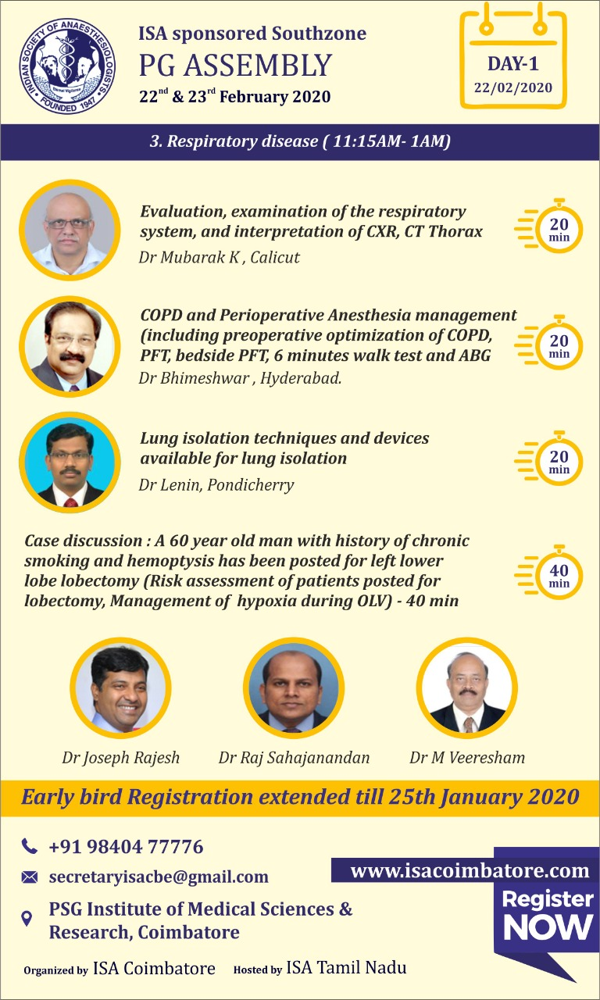 INDIAN SOCIETY OF ANAESTHESIOLOGISTS
Eternal Vigilance
FOUNDED 1947
ISA sponsored Southzone
PG ASSEMBLY
22nd & 23rd February 2020
DAY-1
22/02/2020
3. Respiratory disease ( 11:15AM- 1AM)
Evaluation, examination of the respiratory
system, and interpretation of CXR, CT Thorax
Dr Mubarak K , Calicut
20
min
COPD and Perioperative Anesthesia management
(including preoperative optimization of COPD,
PFT, bedside PFT, 6 minutes walk test and ABG
Dr Bhimeshwar , Hyderabad.
20
min
Lung isolation techniques and devices
available for lung isolation
Dr Lenin, Pondicherry
20
min
Case discussion : A 60 year old man with history of chronic
smoking and hemoptysis has been posted for left lower
lobe lobectomy (Risk assessment of patients posted for
lobectomy, Management of hypoxia during OLV) - 40 min
40
min
Dr Joseph Rajesh
Dr Raj Sahajanandan
Dr M Veeresham
Early bird Registration extended till 25th January 2020
+91 98404 77776
secretaryisacbe@gmail.com
www.isacoimbatore.com
PSG Institute of Medical Sciences &
Research, Coimbatore
Register
NOW
Organized by ISA Coimbatore Hosted by ISA Tamil Nadu